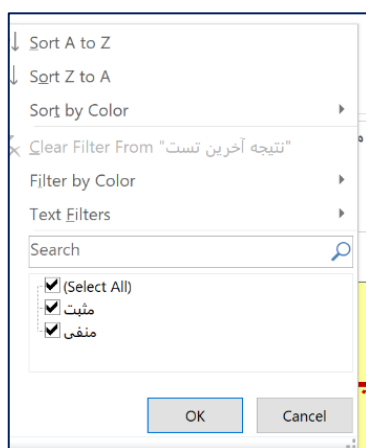 Sort A to Z
Sort Z to A
Sort by Color
Clear Filter From "نتیجه آخرین تست"
Filter by Color
Text Filters
Search
(Select All)
مثبت
منفی
OK
Cancel